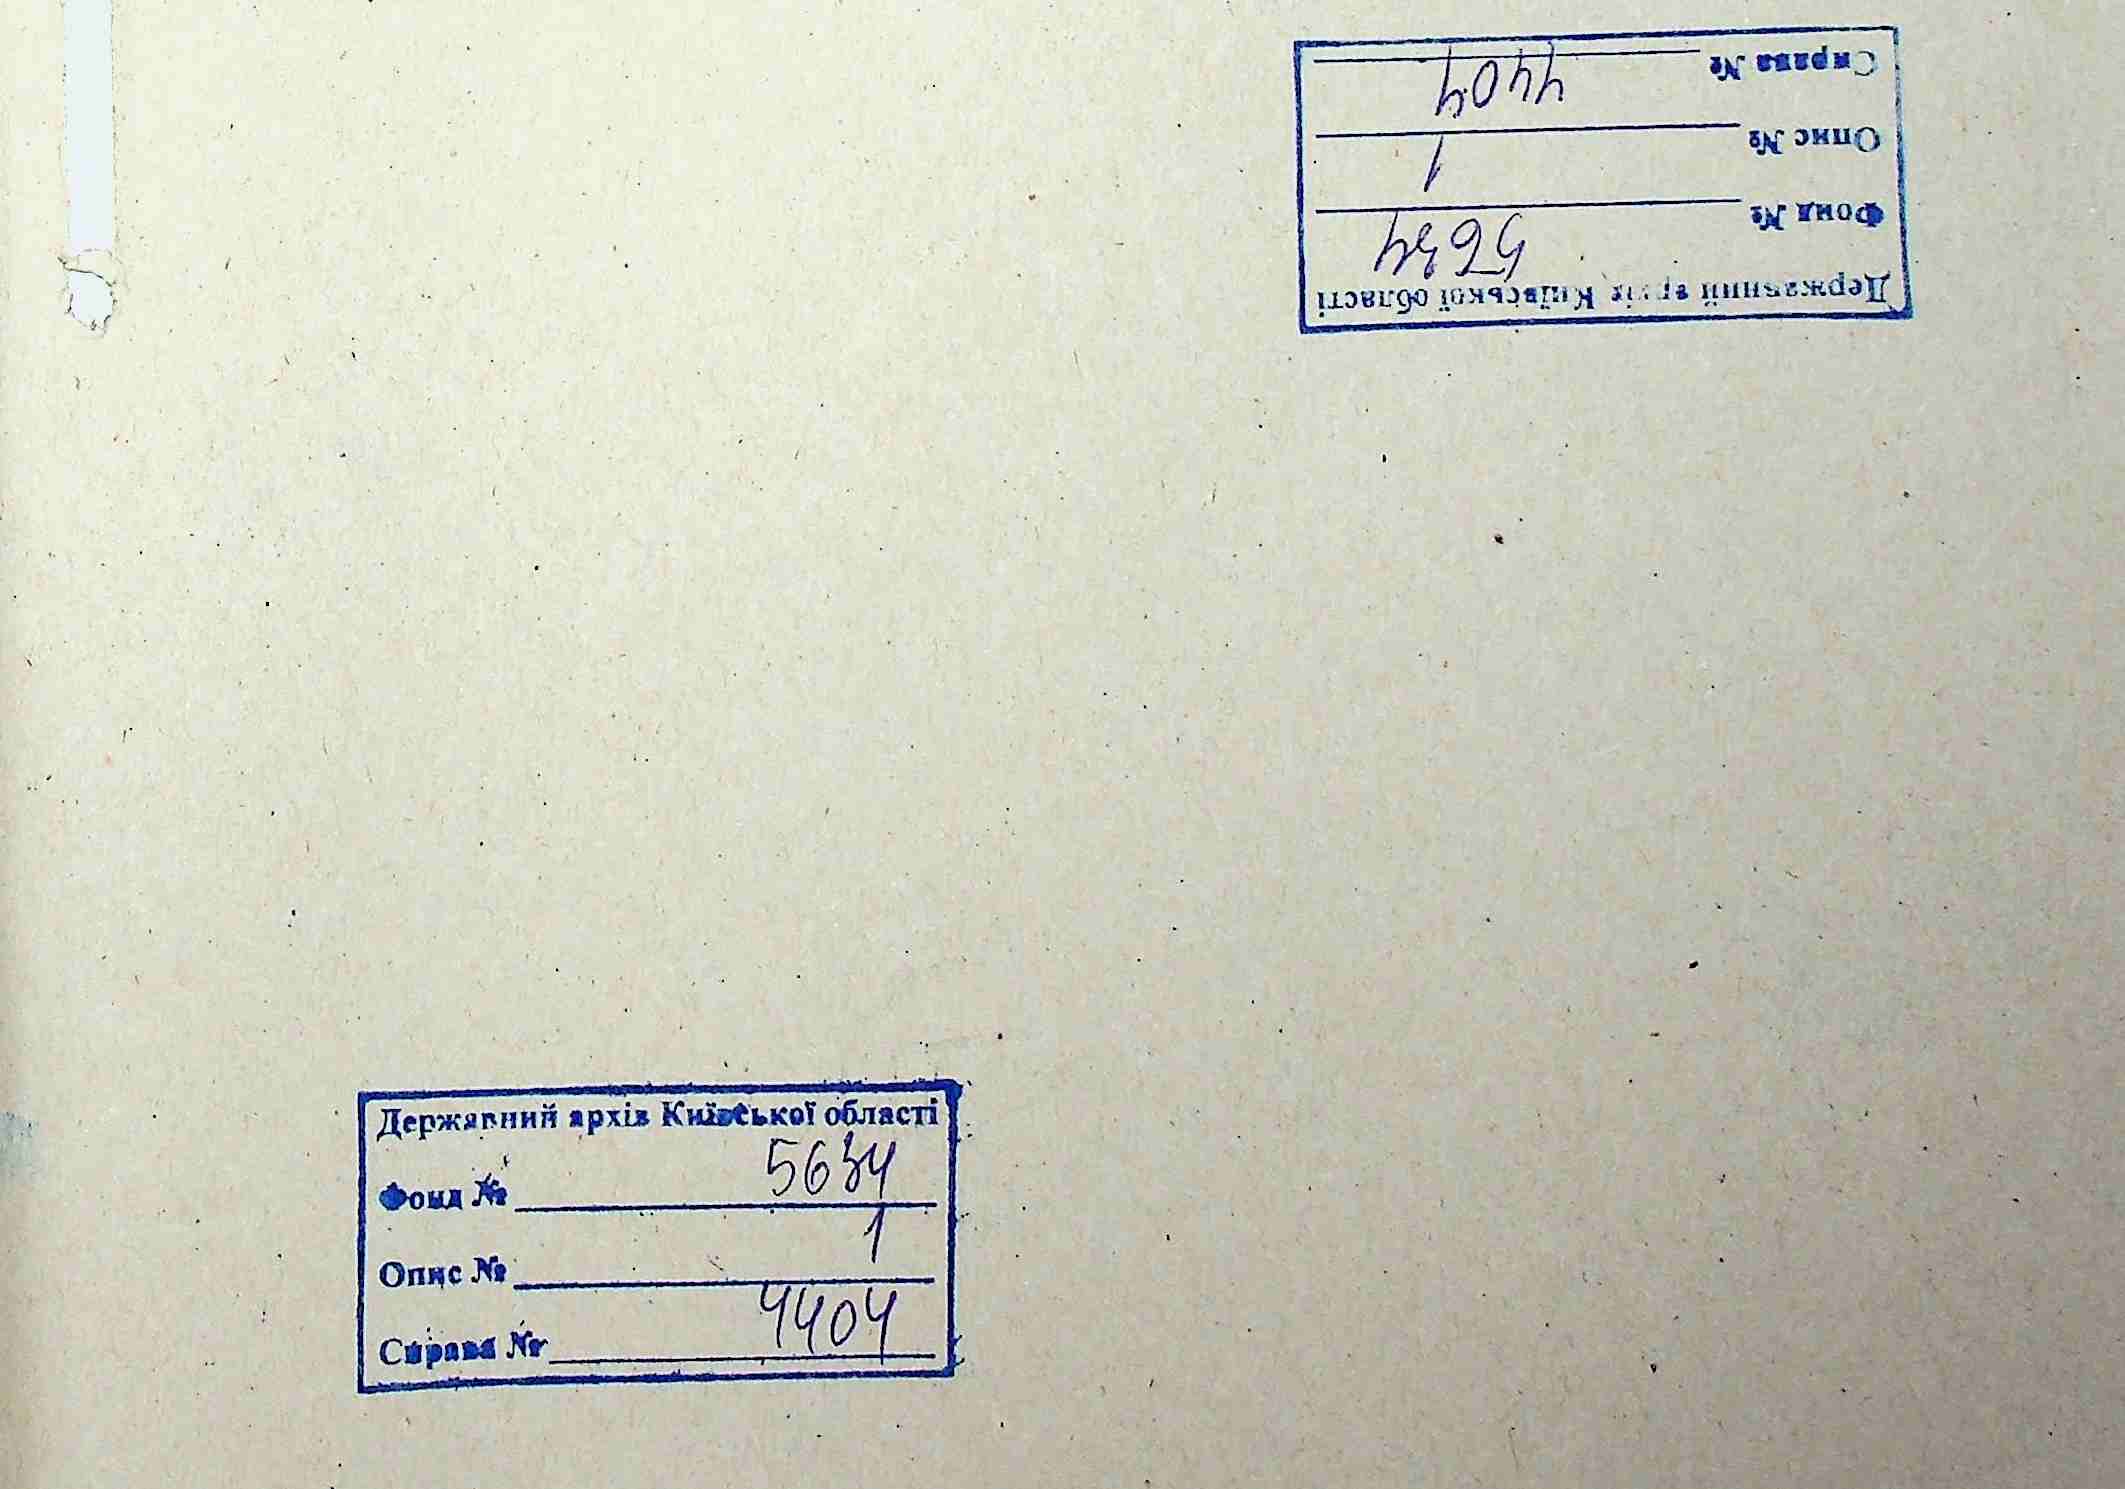 Справа № 4404
Опис № 1
Фонд № 5634
Державний архів Київської області
Державний архів Київської області
Фонд № 5634
Опис № 1
Справа № 4404